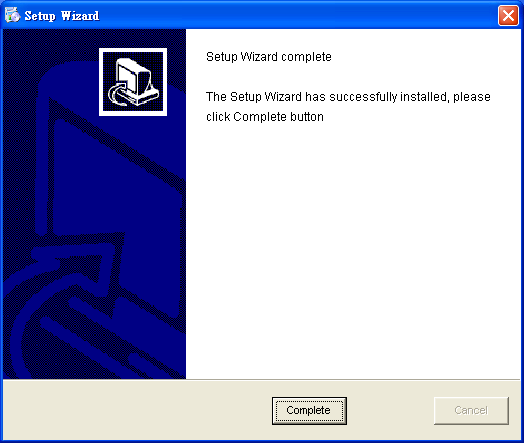 Setup Wizard
Setup Wizard complete
The Setup Wizard has successfully installed, please
click Complete button
Complete
Cancel